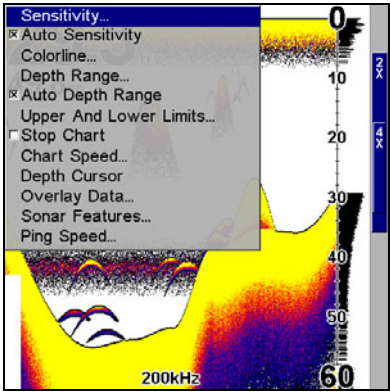 Sensitivity...
Auto Sensitivity
Colorline...
Depth Range...
Auto Depth Range
Upper And Lower Limits...
Stop Chart
Chart Speed...
Depth Cursor
Overlay Data...
Sonar Features...
Ping Speed...
0
10
20
30
40
50
60
2X
4X
200kHz